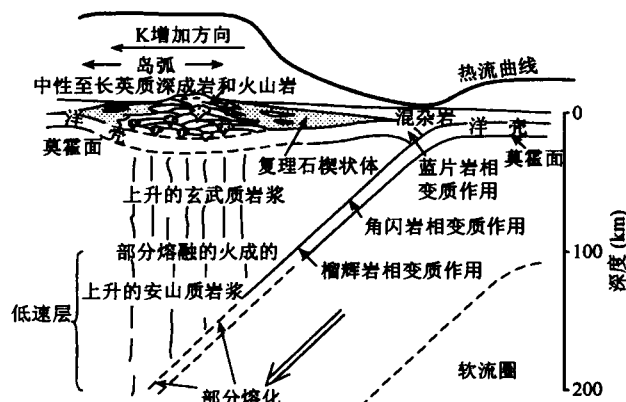 K增加方向
岛弧
热流曲线
中性至长英质深成岩和火山岩
0
混杂岩
洋 壳
洋 壳
莫霍面
莫霍面
复理石楔状体
蓝片岩相
变质作用
上升的玄武质岩浆
角闪岩相变质作用
部分熔融的火成的
100
榴辉岩相变质作用
深度 (km)
上升的安山质岩浆
低速层
软流圈
部分熔化
200